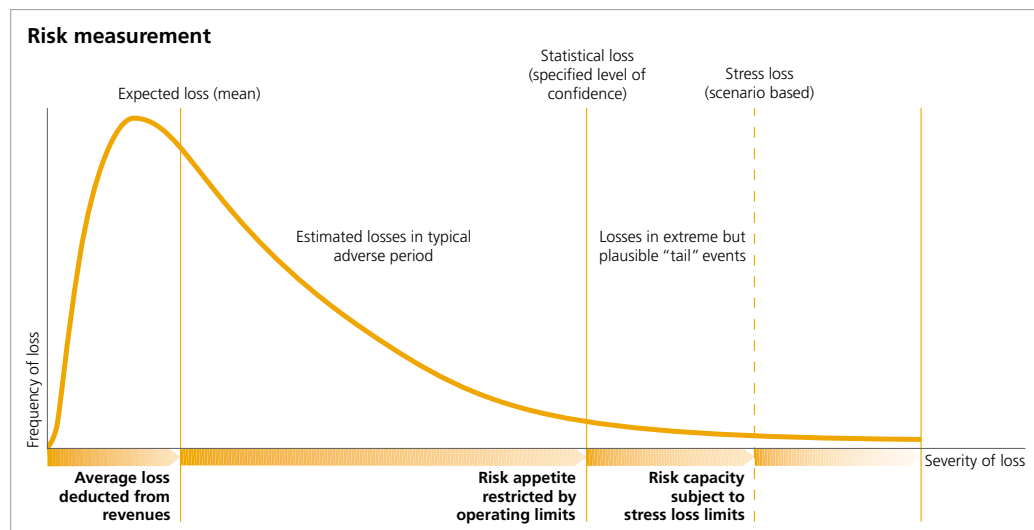 Risk measurement
Expected loss (mean)
Statistical loss
(specified level of
confidence)
Stress loss
(scenario based)
Estimated losses in typical
adverse period
Losses in extreme but
plausible “tail” events
Frequency of loss
Severity of loss
Average loss
deducted from
revenues
Risk appetite
restricted by
operating limits
Risk capacity
subject to
stress loss limits